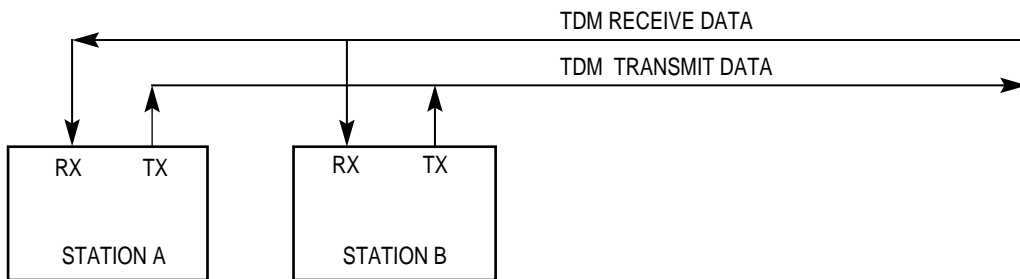 TDM RECEIVE DATA
TDM TRANSMIT DATA
RX TX
RX TX
STATION A
STATION B